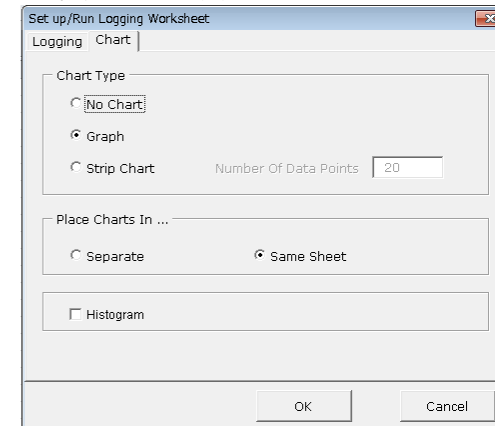 Set up/Run Logging Worksheet
Logging Chart
Chart Type
No Chart
Graph
Strip Chart Number Of Data Points 20
Place Charts In ...
Separate Same Sheet
Histogram
OK Cancel